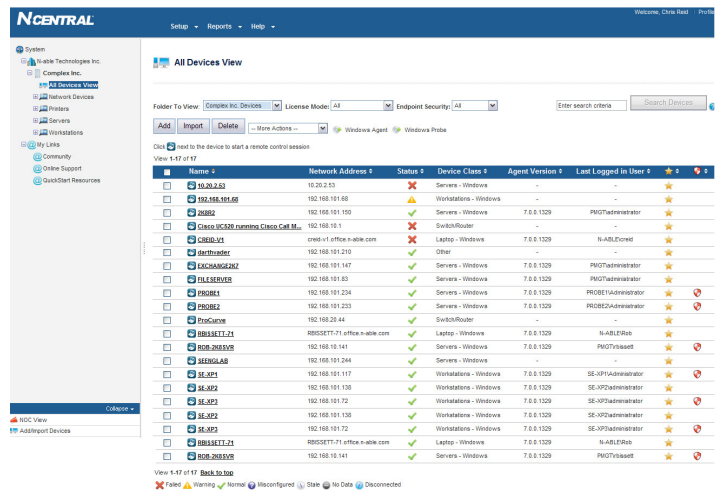 NCENTRAL
Welcome, Chris Reid Profile
Setup Reports Help
System
N-able Technologies Inc.
Complex Inc.
All Devices View
Network Devices
Printers
Servers
Workstations
My Links
Community
Online Support
QuickStart Resources
Collapse
NOC View
Add/Import Devices
All Devices View
Folder To View: Complex Inc. Devices License Mode: All Endpoint Security: All Enter search criteria Search Devices
Add Import Delete -- More Actions -- Windows Agent Windows Probe
Click next to the device to start a remote control session
View 1-17 of 17
Name Network Address Status Device Class Agent Version Last Logged in User
10.20.2.53 10.20.2.53 Servers - Windows - -
192.168.101.68 192.168.101.68 Workstations - Windows - -
2K8R2 192.168.101.150 Servers - Windows 7.0.0.1329 PMGT\administrator
Cisco UC520 running Cisco Call M... 192.168.10.1 Switch/Router - -
CREID-V1 creid-v1.office.n-able.com Laptop - Windows 7.0.0.1329 N-ABLE\creid
darthvader 192.168.101.210 Other - -
EXCHANGE2K7 192.168.101.147 Servers - Windows 7.0.0.1329 PMGT\administrator
FILESERVER 192.168.101.83 Servers - Windows 7.0.0.1329 PMGT\administrator
PROBE1 192.168.101.234 Servers - Windows 7.0.0.1329 PROBE1\Administrator
PROBE2 192.168.101.233 Servers - Windows 7.0.0.1329 PROBE2\Administrator
ProCurve 192.168.20.44 Switch/Router - -
RBISSETT-71 RBISSETT-71.office.n-able.com Laptop - Windows 7.0.0.1329 N-ABLE\Rob
ROB-2K8SVR 192.168.10.141 Servers - Windows 7.0.0.1329 PMGT\rbissett
SEENGLAB 192.168.101.244 Servers - Windows - -
SE-XP1 192.168.101.117 Workstations - Windows 7.0.0.1329 SE-XP1\Administrator
SE-XP2 192.168.101.138 Workstations - Windows 7.0.0.1329 SE-XP2\administrator
SE-XP3 192.168.101.72 Workstations - Windows 7.0.0.1329 SE-XP3\administrator
SE-XP2 192.168.101.138 Workstations - Windows 7.0.0.1329 SE-XP2\administrator
SE-XP3 192.168.101.72 Workstations - Windows 7.0.0.1329 SE-XP3\administrator
RBISSETT-71 RBISSETT-71.office.n-able.com Laptop - Windows 7.0.0.1329 N-ABLE\Rob
ROB-2K8SVR 192.168.10.141 Servers - Windows 7.0.0.1329 PMGT\rbissett
View 1-17 of 17 Back to top
Failed Warning Normal Misconfigured Stale No Data Disconnected